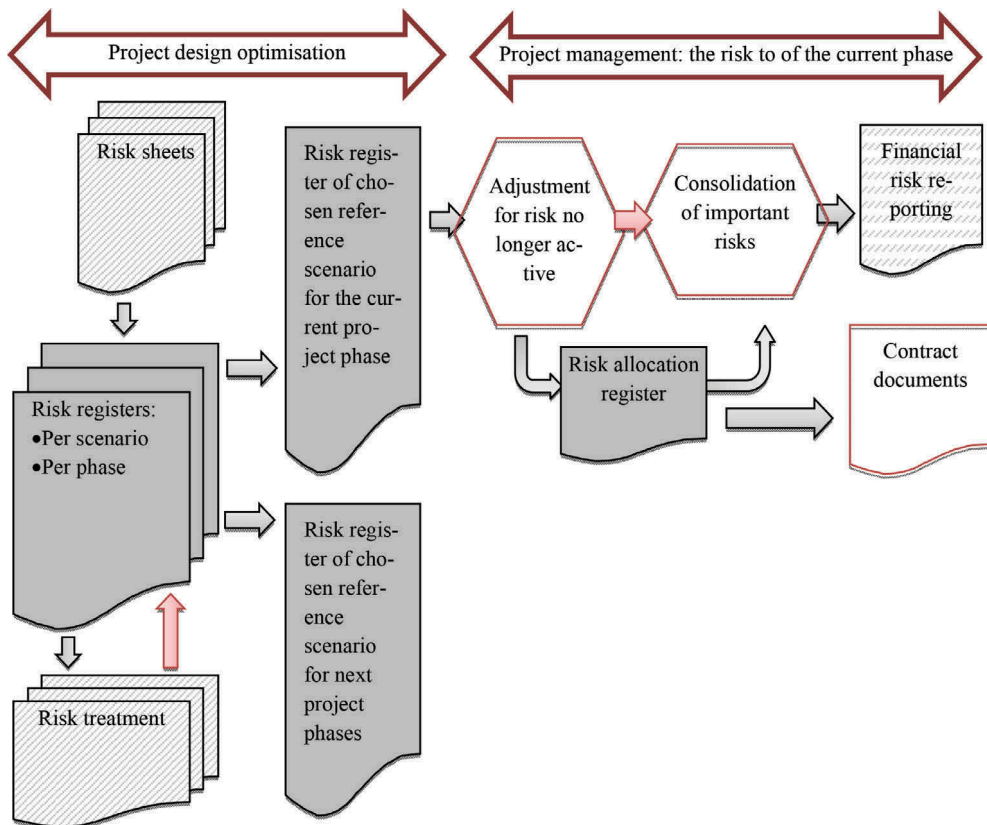 Project design optimisation
Project management: the risk to of the current phase
Risk sheets
Risk registers:
•Per scenario
•Per phase
Risk treatment
Risk regis-
ter of cho-
sen refer-
ence
scenario
for the cur-
rent pro-
ject phase
Risk regis-
ter of cho-
sen refer-
ence
scenario
for next
project
phases
Adjustment
for risk no
longer ac-
tive
Consolidation
of important
risks
Financial
risk re-
porting
Risk allocation
register
Contract
documents